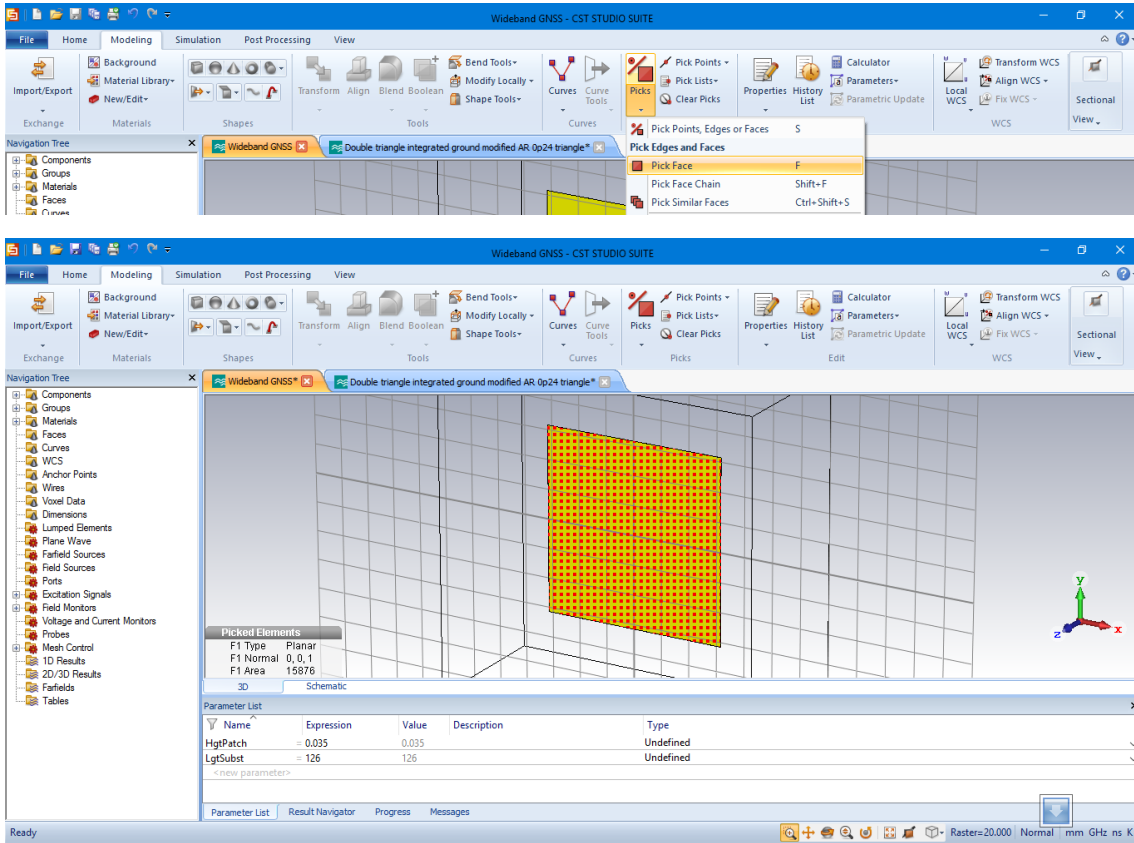 Wideband GNSS - CST STUDIO SUITE
File Home Modeling Simulation Post Processing View
Import/Export
Exchange
Background
Material Library
New/Edit
Materials
Shapes
Transform Align Blend Boolean
Bend Tools
Modify Locally
Shape Tools
Tools
Curves Curve Tools
Curves
Picks
Pick Points
Pick Lists
Clear Picks
Properties History List
Calculator
Parameters
Parametric Update
Local WCS
Transform WCS
Align WCS
Fix WCS
WCS
Sectional View
Pick Points, Edges or Faces S
Pick Edges and Faces
Pick Face F
Pick Face Chain Shift+F
Pick Similar Faces Ctrl+Shift+S
Navigation Tree
Wideband GNSS Double triangle integrated ground modified AR 0p24 triangle*
Components
Groups
Materials
Faces
Curves
Wideband GNSS - CST STUDIO SUITE
File Home Modeling Simulation Post Processing View
Import/Export
Exchange
Background
Material Library
New/Edit
Materials
Shapes
Transform Align Blend Boolean
Bend Tools
Modify Locally
Shape Tools
Tools
Curves Curve Tools
Curves
Picks
Pick Points
Pick Lists
Clear Picks
Picks
Properties History List
Calculator
Parameters
Parametric Update
Edit
Local WCS
Transform WCS
Align WCS
Fix WCS
WCS
Sectional View
Navigation Tree
Wideband GNSS* Double triangle integrated ground modified AR 0p24 triangle*
Components
Groups
Materials
Faces
Curves
WCS
Anchor Points
Wires
Voxel Data
Dimensions
Lumped Elements
Plane Wave
Farfield Sources
Field Sources
Ports
Excitation Signals
Field Monitors
Voltage and Current Monitors
Probes
Mesh Control
1D Results
2D/3D Results
Farfields
Tables
y
x
z
Picked Elements
F1 Type Planar
F1 Normal 0, 0, 1
F1 Area 15876
3D Schematic
Parameter List
Name Expression Value Description Type
HgtPatch = 0.035 0.035 Undefined
LgtSubst = 126 126 Undefined
<new parameter>
Parameter List Result Navigator Progress Messages
Ready Raster=20.000 Normal mm GHz ns K